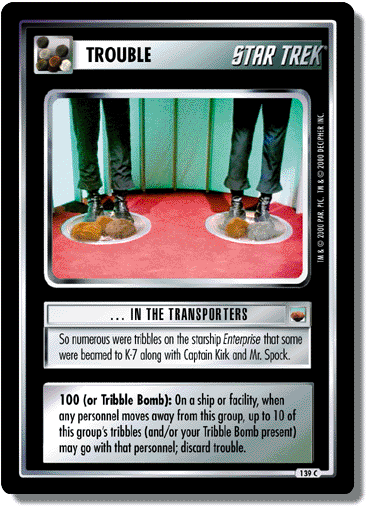 TROUBLE
STAR TREK™
TM & © 2000 PAR. PIC. TM & © 2000 DECIPHER INC.
... IN THE TRANSPORTERS
So numerous were tribbles on the starship Enterprise that some
were beamed to K-7 along with Captain Kirk and Mr. Spock.
100 (or Tribble Bomb): On a ship or facility, when
any personnel moves away from this group, up to 10 of
this group's tribbles (and/or your Tribble Bomb present)
may go with that personnel; discard trouble.
139 C